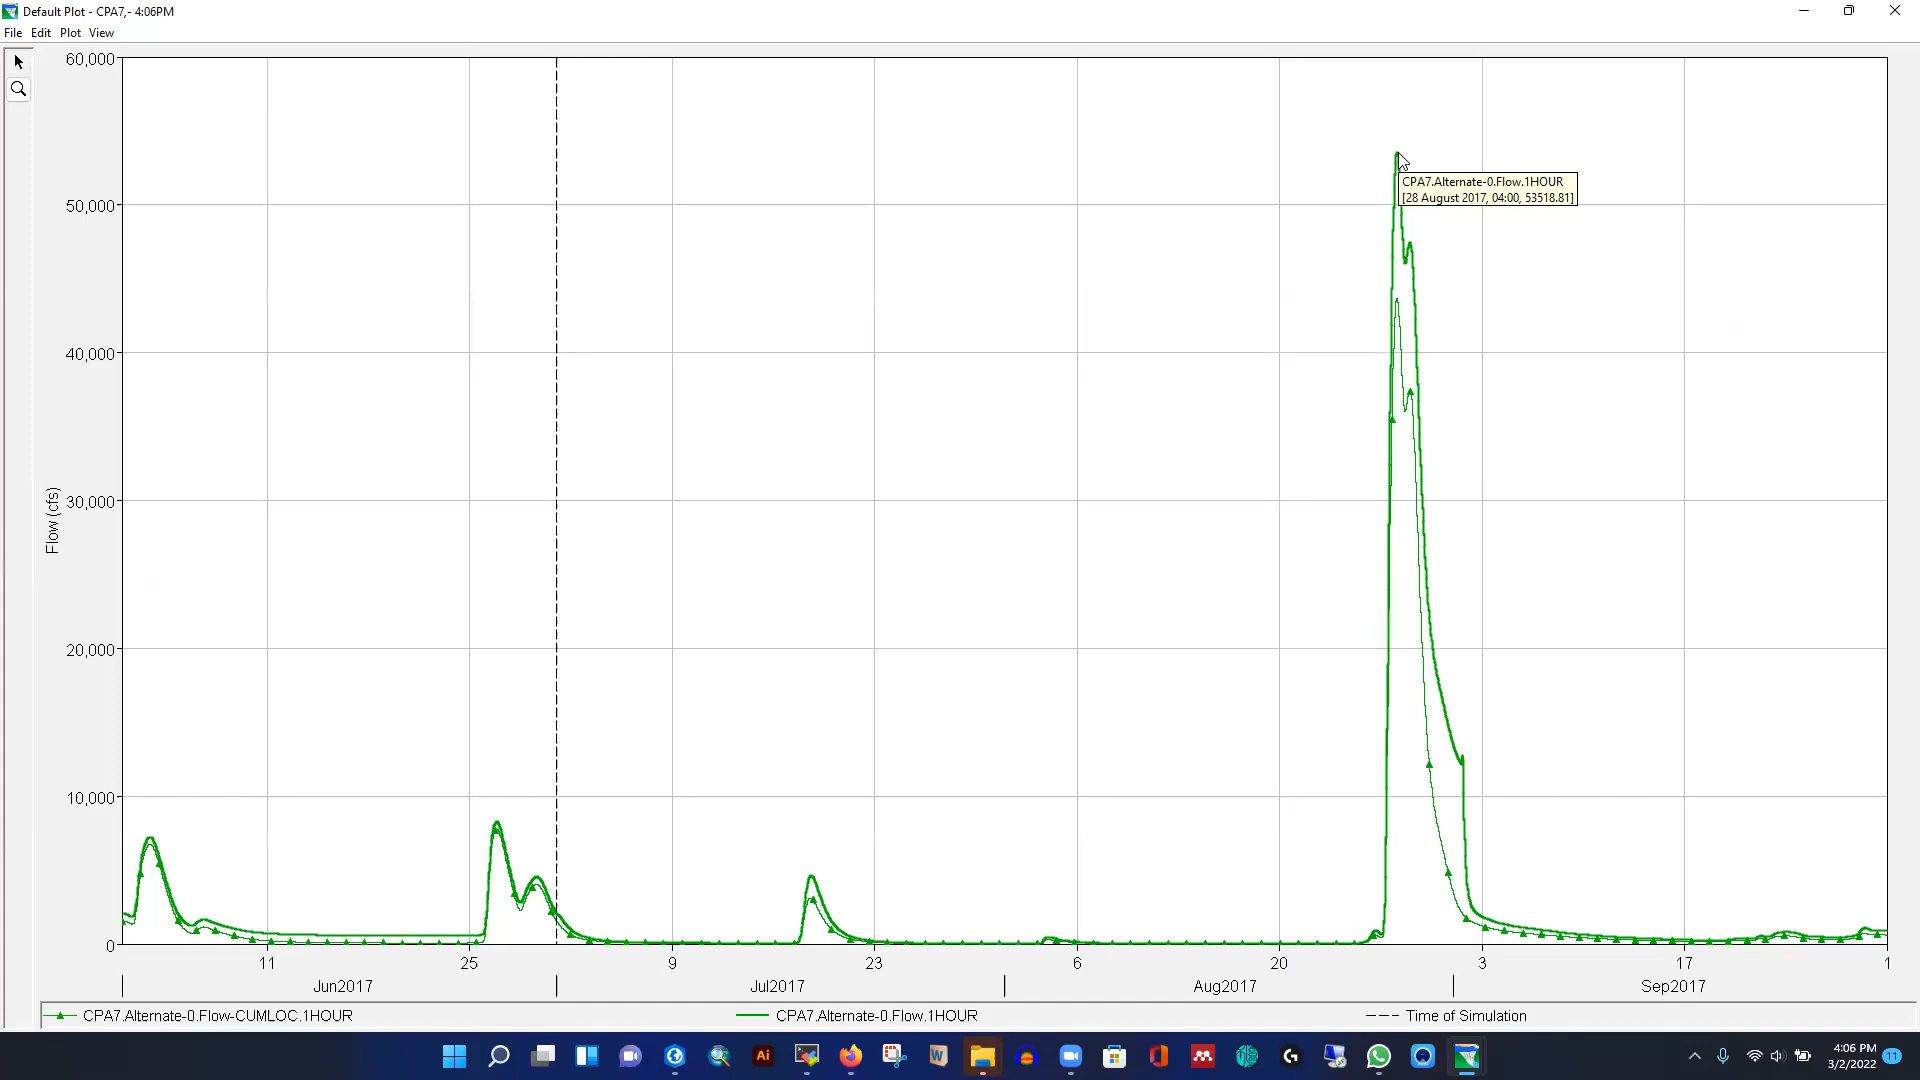 Default Plot - CPA7,- 4:06PM
File Edit Plot View
60,000
50,000
40,000
30,000
20,000
10,000
0
Flow (cfs)
CPA7.Alternate-0.Flow.1HOUR
[28 August 2017, 04:00, 53518.81]
11 25 9 23 6 20 3 17 1
Jun2017 Jul2017 Aug2017 Sep2017
CPA7.Alternate-0.Flow-CUMLOC.1HOUR CPA7.Alternate-0.Flow.1HOUR Time of Simulation
Ai W G
4:06 PM
3/2/2022 11